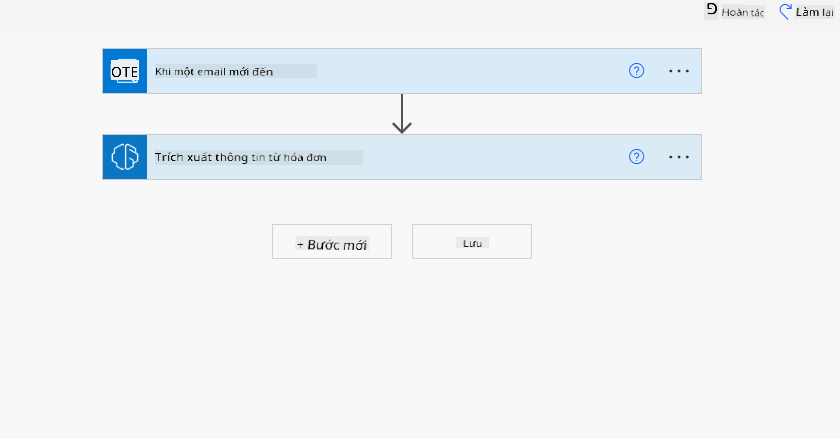 Hoàn tác
Làm lại
OTE
Khi một email mới đến
?
Trích xuất thông tin từ hóa đơn
?
+ Bước mới
Lưu